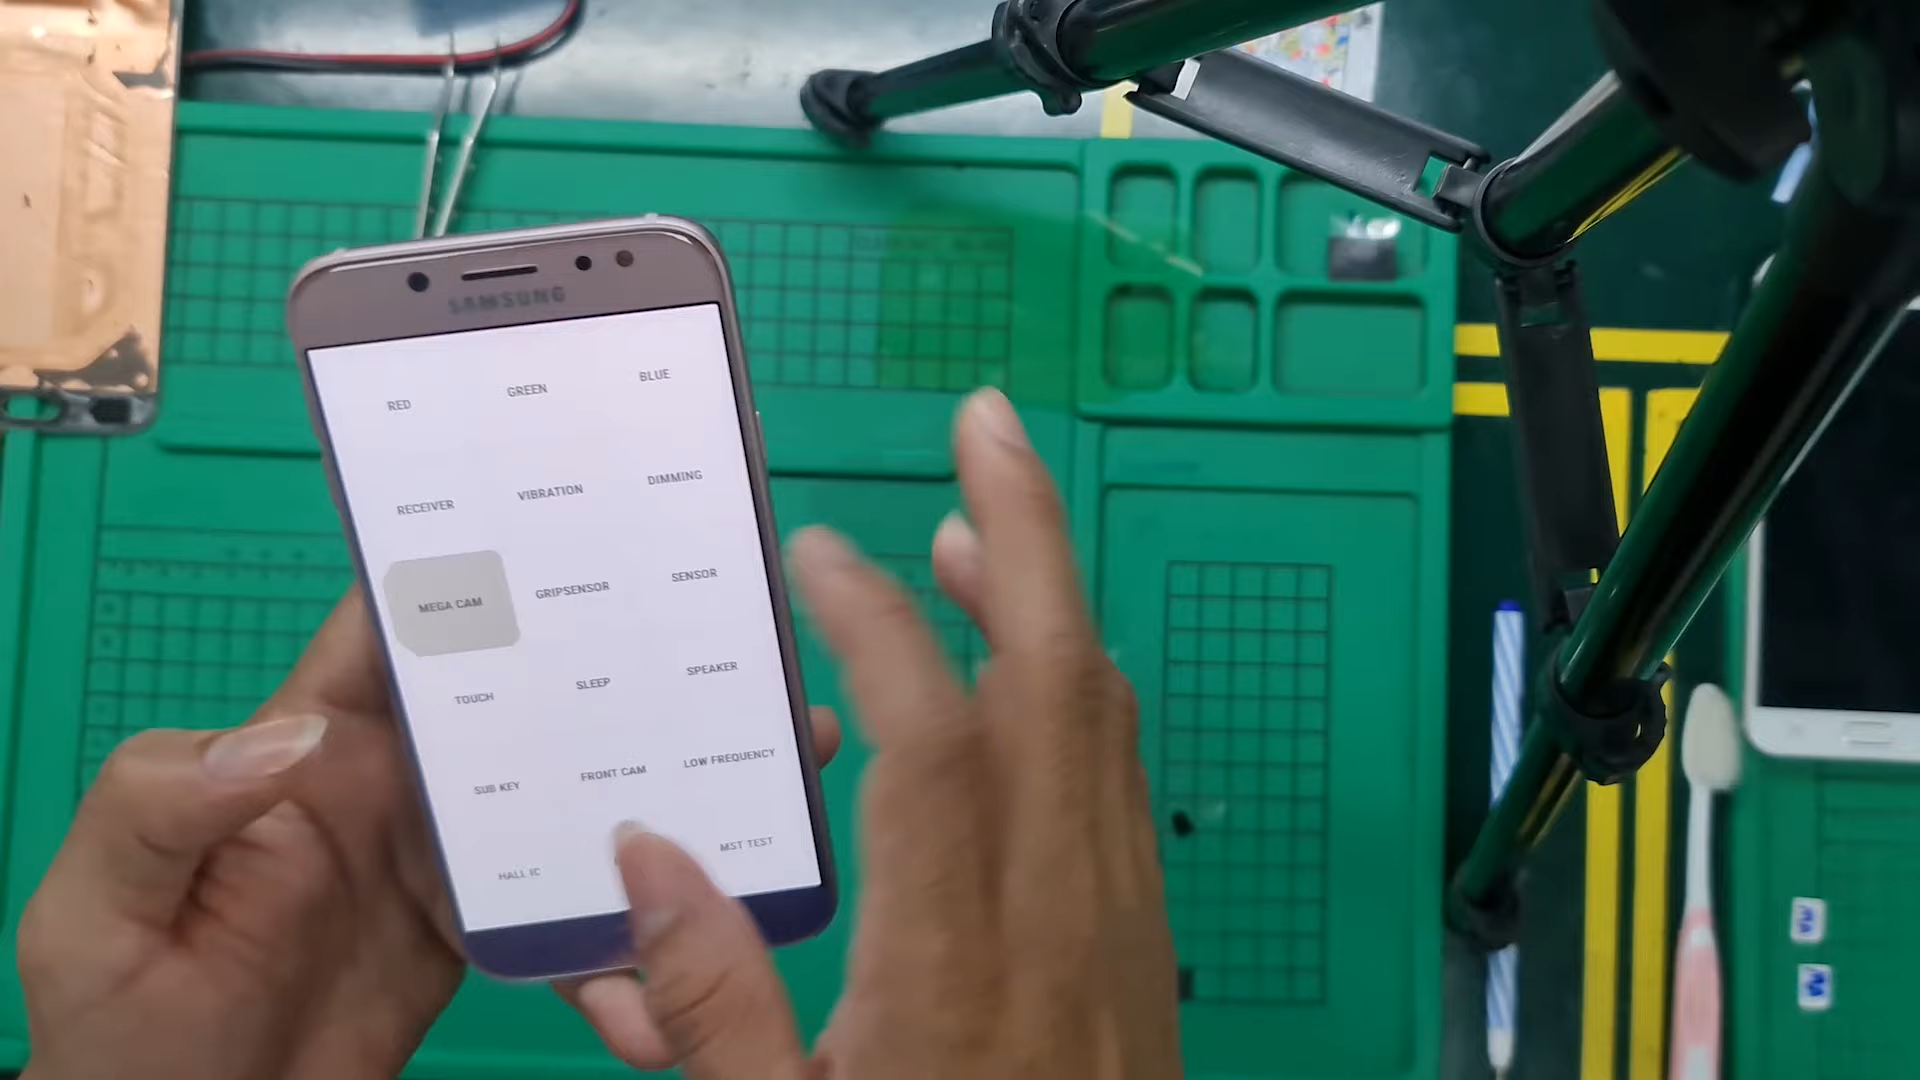 SAMSUNG
RED GREEN BLUE
RECEIVER VIBRATION DIMMING
MEGA CAM GRIPSENSOR SENSOR
TOUCH SLEEP SPEAKER
SUB KEY FRONT CAM LOW FREQUENCY
HALL IC MST TEST